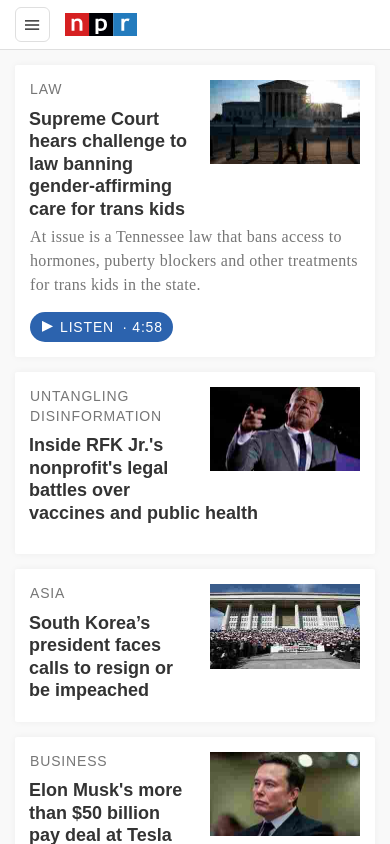 npr
LAW
Supreme Court
hears challenge to
law banning
gender-affirming
care for trans kids
At issue is a Tennessee law that bans access to
hormones, puberty blockers and other treatments
for trans kids in the state.
LISTEN · 4:58
UNTANGLING
DISINFORMATION
Inside RFK Jr.'s
nonprofit's legal
battles over
vaccines and public health
ASIA
South Korea’s
president faces
calls to resign or
be impeached
BUSINESS
Elon Musk's more
than $50 billion
pay deal at Tesla